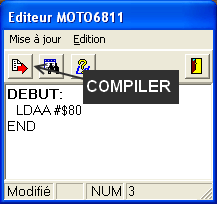 Editeur MOTO6811
Mise à jour Edition
COMPILER
DEBUT:
LDAA #$80
END
Modifié NUM 3